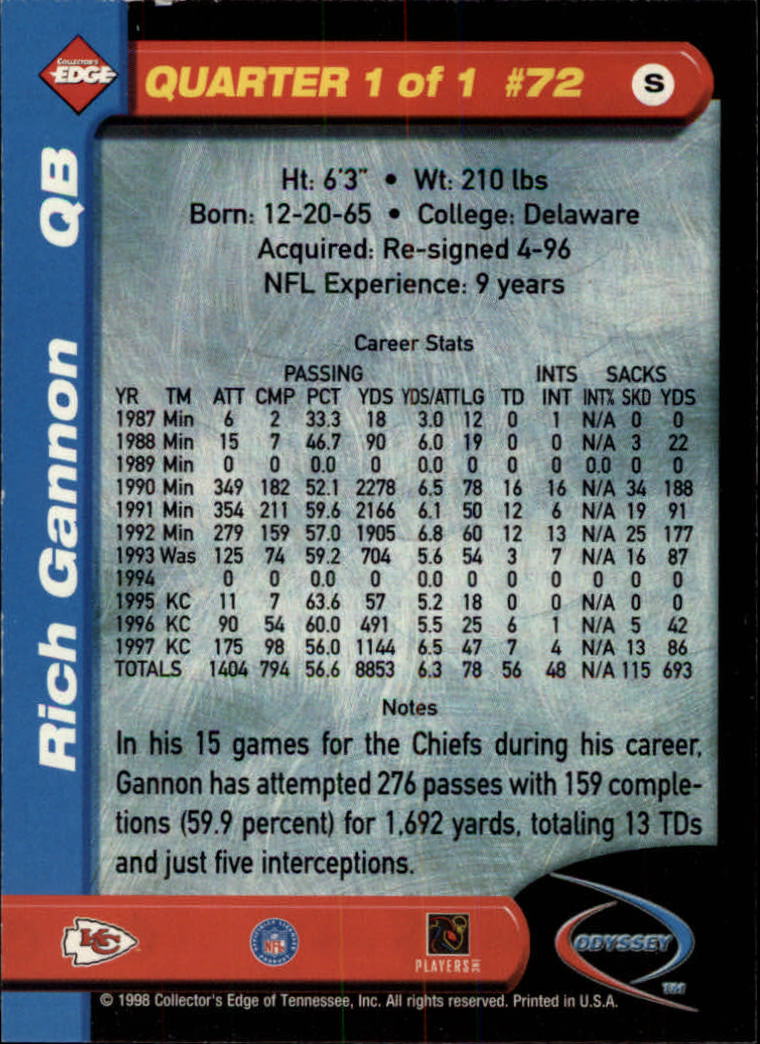 COLLECTOR'S
EDGE
QUARTER 1 of 1 #72
S
Rich Gannon QB
Ht: 6'3" • Wt: 210 lbs
Born: 12-20-65 • College: Delaware
Acquired: Re-signed 4-96
NFL Experience: 9 years
Career Stats
PASSING INTS SACKS
YR TM ATT CMP PCT YDS YDS/ATT LG TD INT INT% SKD YDS
1987 Min 6 2 33.3 18 3.0 12 0 1 N/A 0 0
1988 Min 15 7 46.7 90 6.0 19 0 0 N/A 3 22
1989 Min 0 0 0.0 0 0.0 0 0 0 0.0 0 0
1990 Min 349 182 52.1 2278 6.5 78 16 16 N/A 34 188
1991 Min 354 211 59.6 2166 6.1 50 12 6 N/A 19 91
1992 Min 279 159 57.0 1905 6.8 60 12 13 N/A 25 177
1993 Was 125 74 59.2 704 5.6 54 3 7 N/A 16 87
1994 0 0 0.0 0 0.0 0 0 0 0 0 0
1995 KC 11 7 63.6 57 5.2 18 0 0 N/A 0 0
1996 KC 90 54 60.0 491 5.5 25 6 1 N/A 5 42
1997 KC 175 98 56.0 1144 6.5 47 7 4 N/A 13 86
TOTALS 1404 794 56.6 8853 6.3 78 56 48 N/A 115 693
Notes
In his 15 games for the Chiefs during his career,
Gannon has attempted 276 passes with 159 comple-
tions (59.9 percent) for 1,692 yards, totaling 13 TDs
and just five interceptions.
KC
NFL
PLAYERS INC
ODYSSEY
TM
© 1998 Collector's Edge of Tennessee, Inc. All rights reserved. Printed in U.S.A.